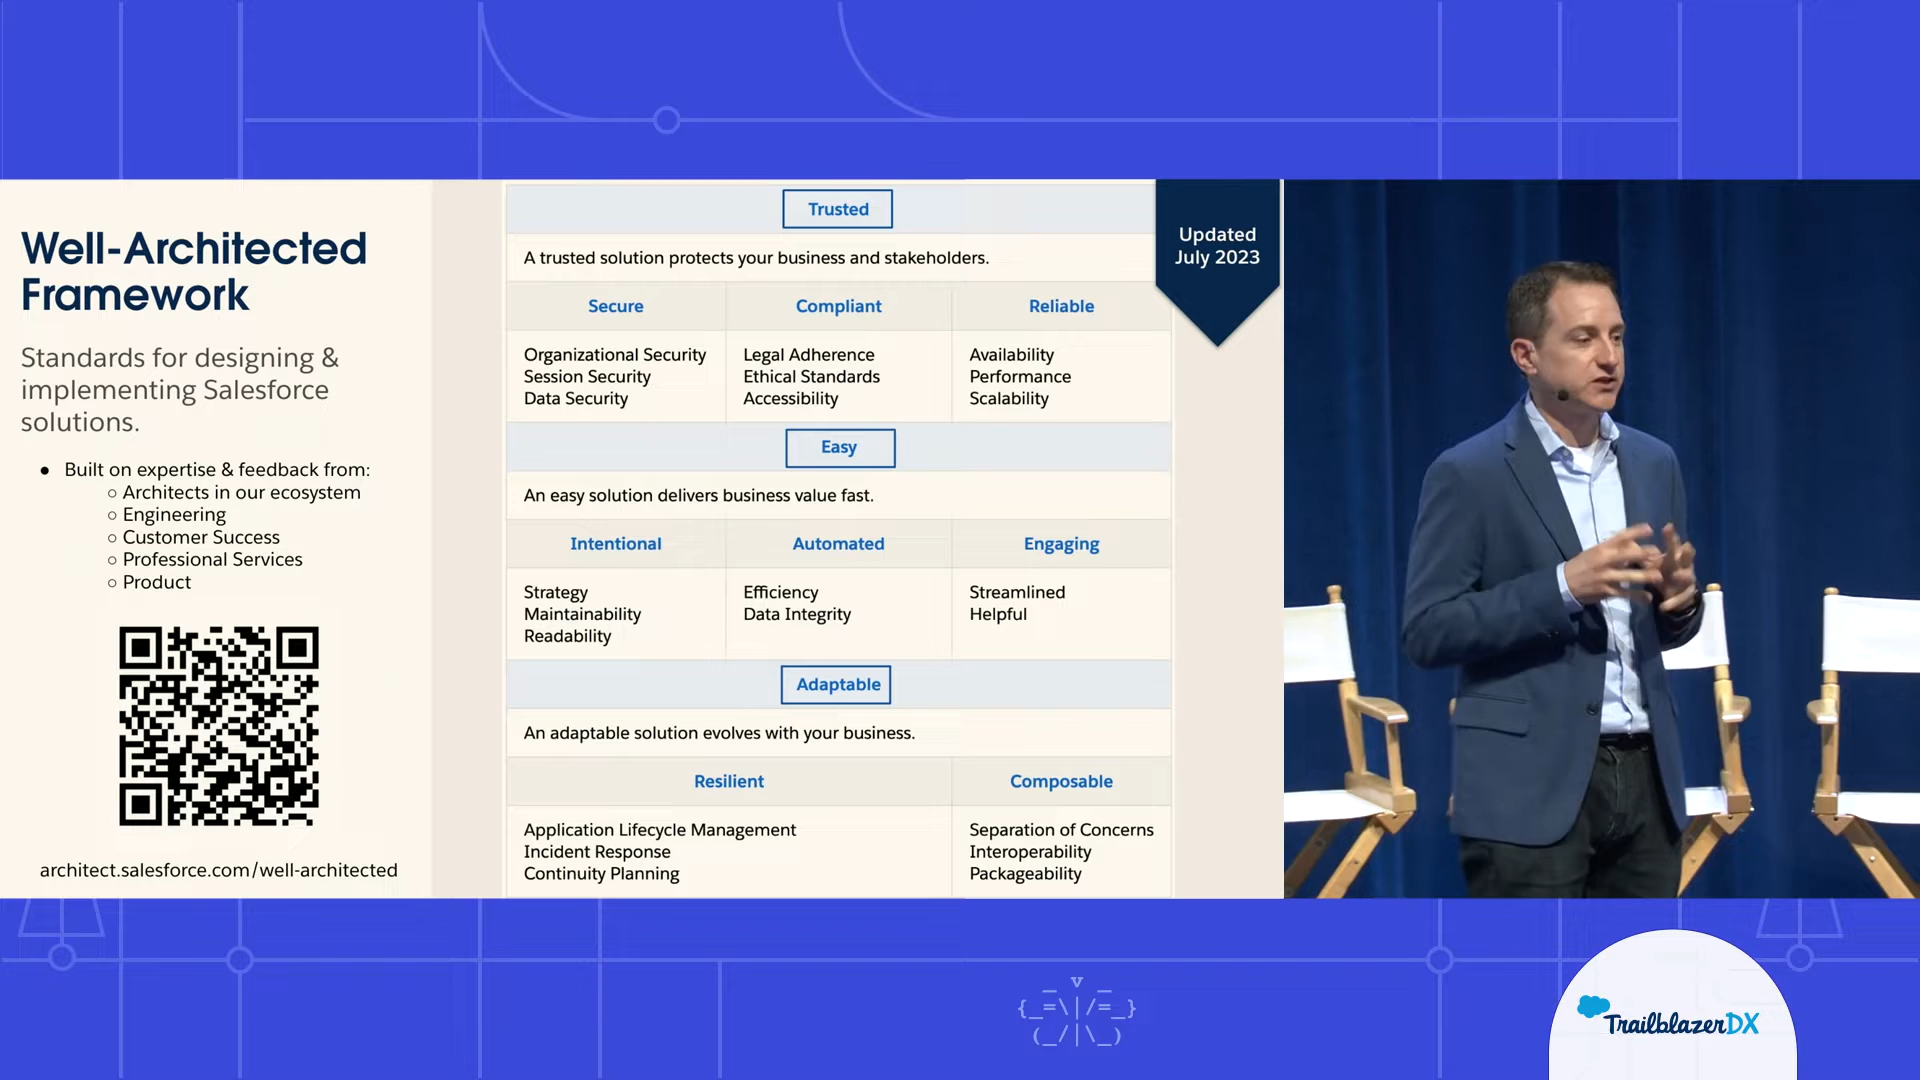 Well-Architected
Framework
Standards for designing &
implementing Salesforce
solutions.
● Built on expertise & feedback from:
○ Architects in our ecosystem
○ Engineering
○ Customer Success
○ Professional Services
○ Product
architect.salesforce.com/well-architected
Trusted
A trusted solution protects your business and stakeholders.
Secure
Compliant
Reliable
Organizational Security
Session Security
Data Security
Legal Adherence
Ethical Standards
Accessibility
Availability
Performance
Scalability
Easy
An easy solution delivers business value fast.
Intentional
Automated
Engaging
Strategy
Maintainability
Readability
Efficiency
Data Integrity
Streamlined
Helpful
Adaptable
An adaptable solution evolves with your business.
Resilient
Composable
Application Lifecycle Management
Incident Response
Continuity Planning
Separation of Concerns
Interoperability
Packageability
Updated
July 2023
_ v _
{_=\|/=_}
(_/|\_)
TrailblazerDX